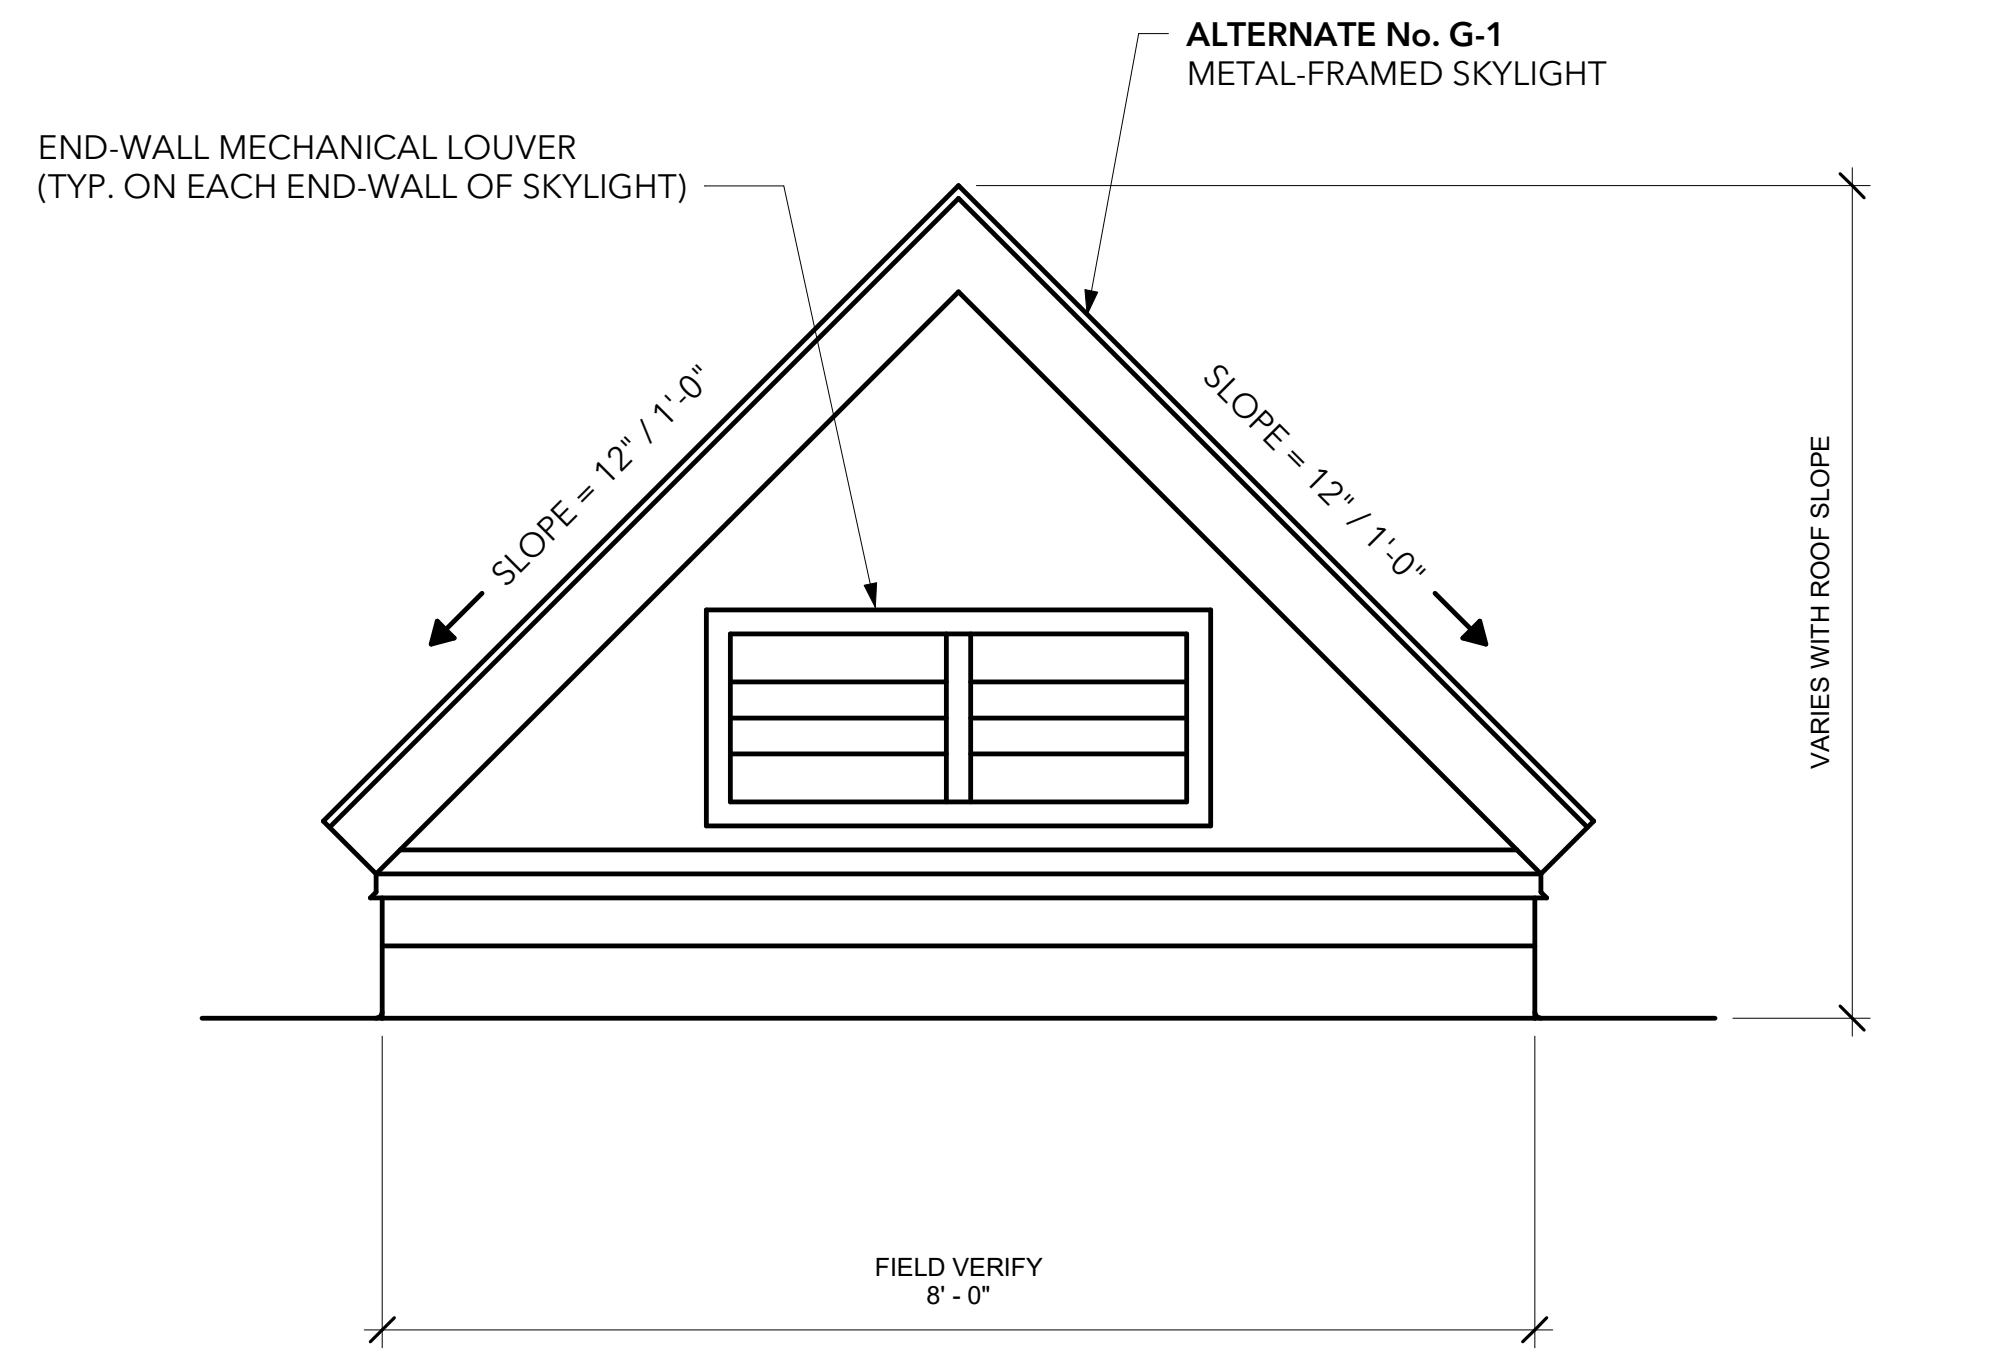 ALTERNATE No. G-1
METAL-FRAMED SKYLIGHT
END-WALL MECHANICAL LOUVER
(TYP. ON EACH END-WALL OF SKYLIGHT)
SLOPE = 12" / 1'-0"
SLOPE = 12" / 1'-0"
VARIES WITH ROOF SLOPE
FIELD VERIFY
8' - 0"